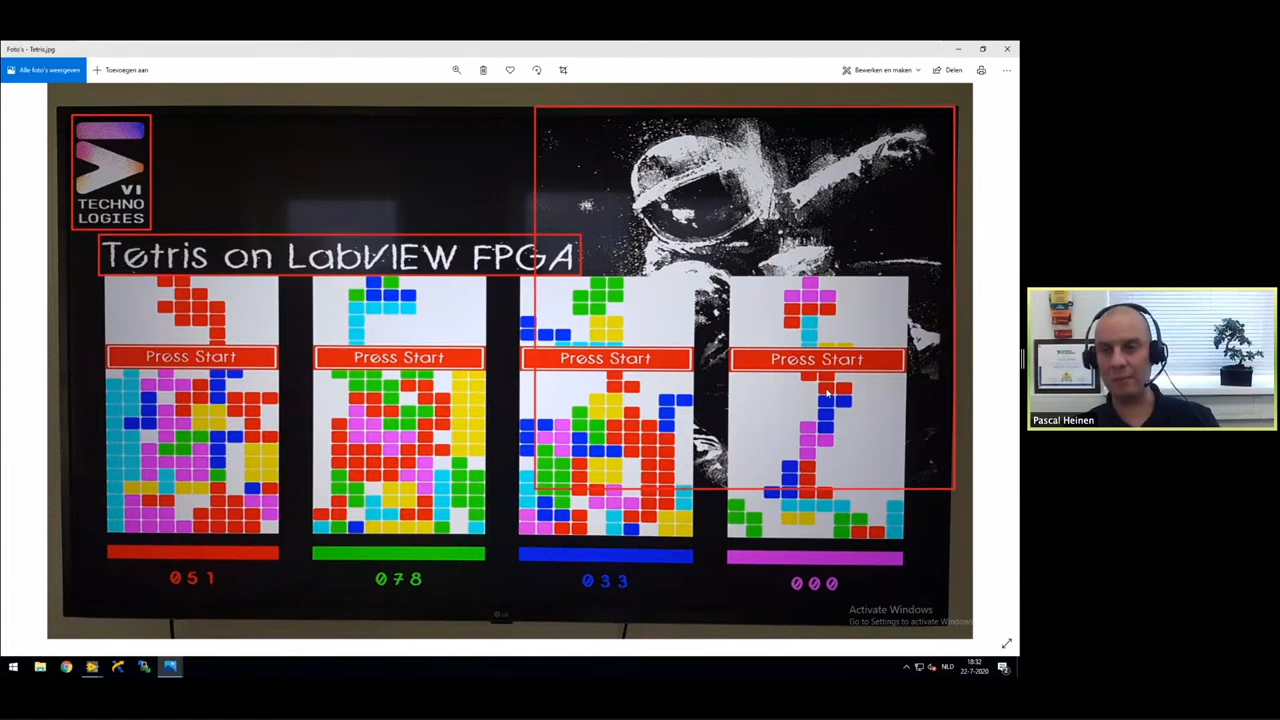 Foto's - Tetris.jpg
Alle foto's weergeven
Toevoegen aan
Bewerken en maken
Delen
VI
TECHNO
LOGIES
Tetris on LabVIEW FPGA
Press Start
Press Start
Press Start
Press Start
051
078
033
000
LG
Activate Windows
Go to Settings to activate Windows
Pascal Heinen
NLD
18:32
22-7-2020